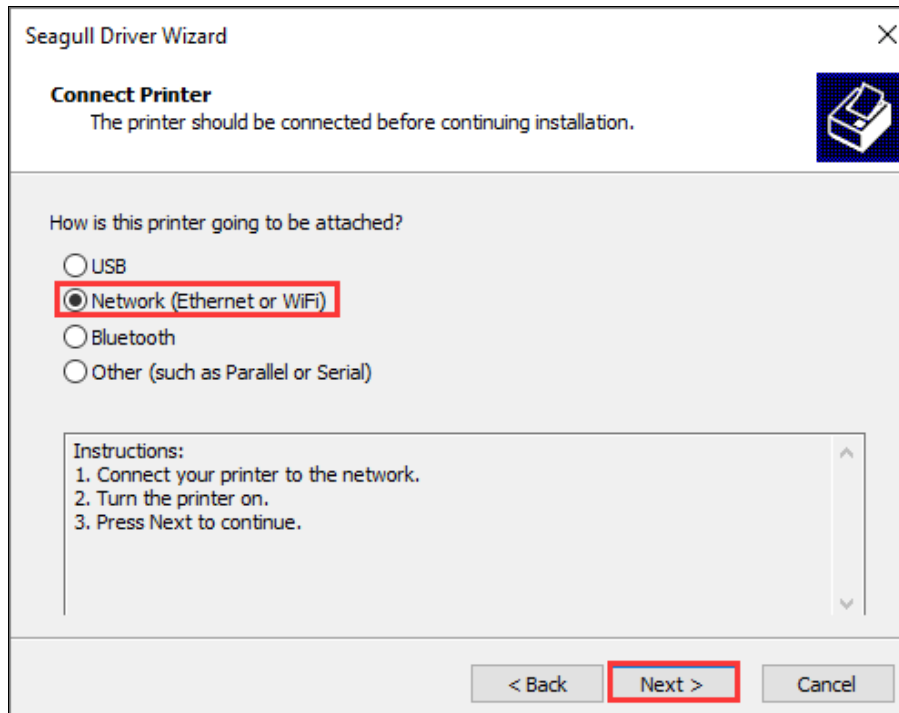 Seagull Driver Wizard
Connect Printer
The printer should be connected before continuing installation.
How is this printer going to be attached?
USB
Network (Ethernet or WiFi)
Bluetooth
Other (such as Parallel or Serial)
Instructions:
1. Connect your printer to the network.
2. Turn the printer on.
3. Press Next to continue.
< Back Next > Cancel